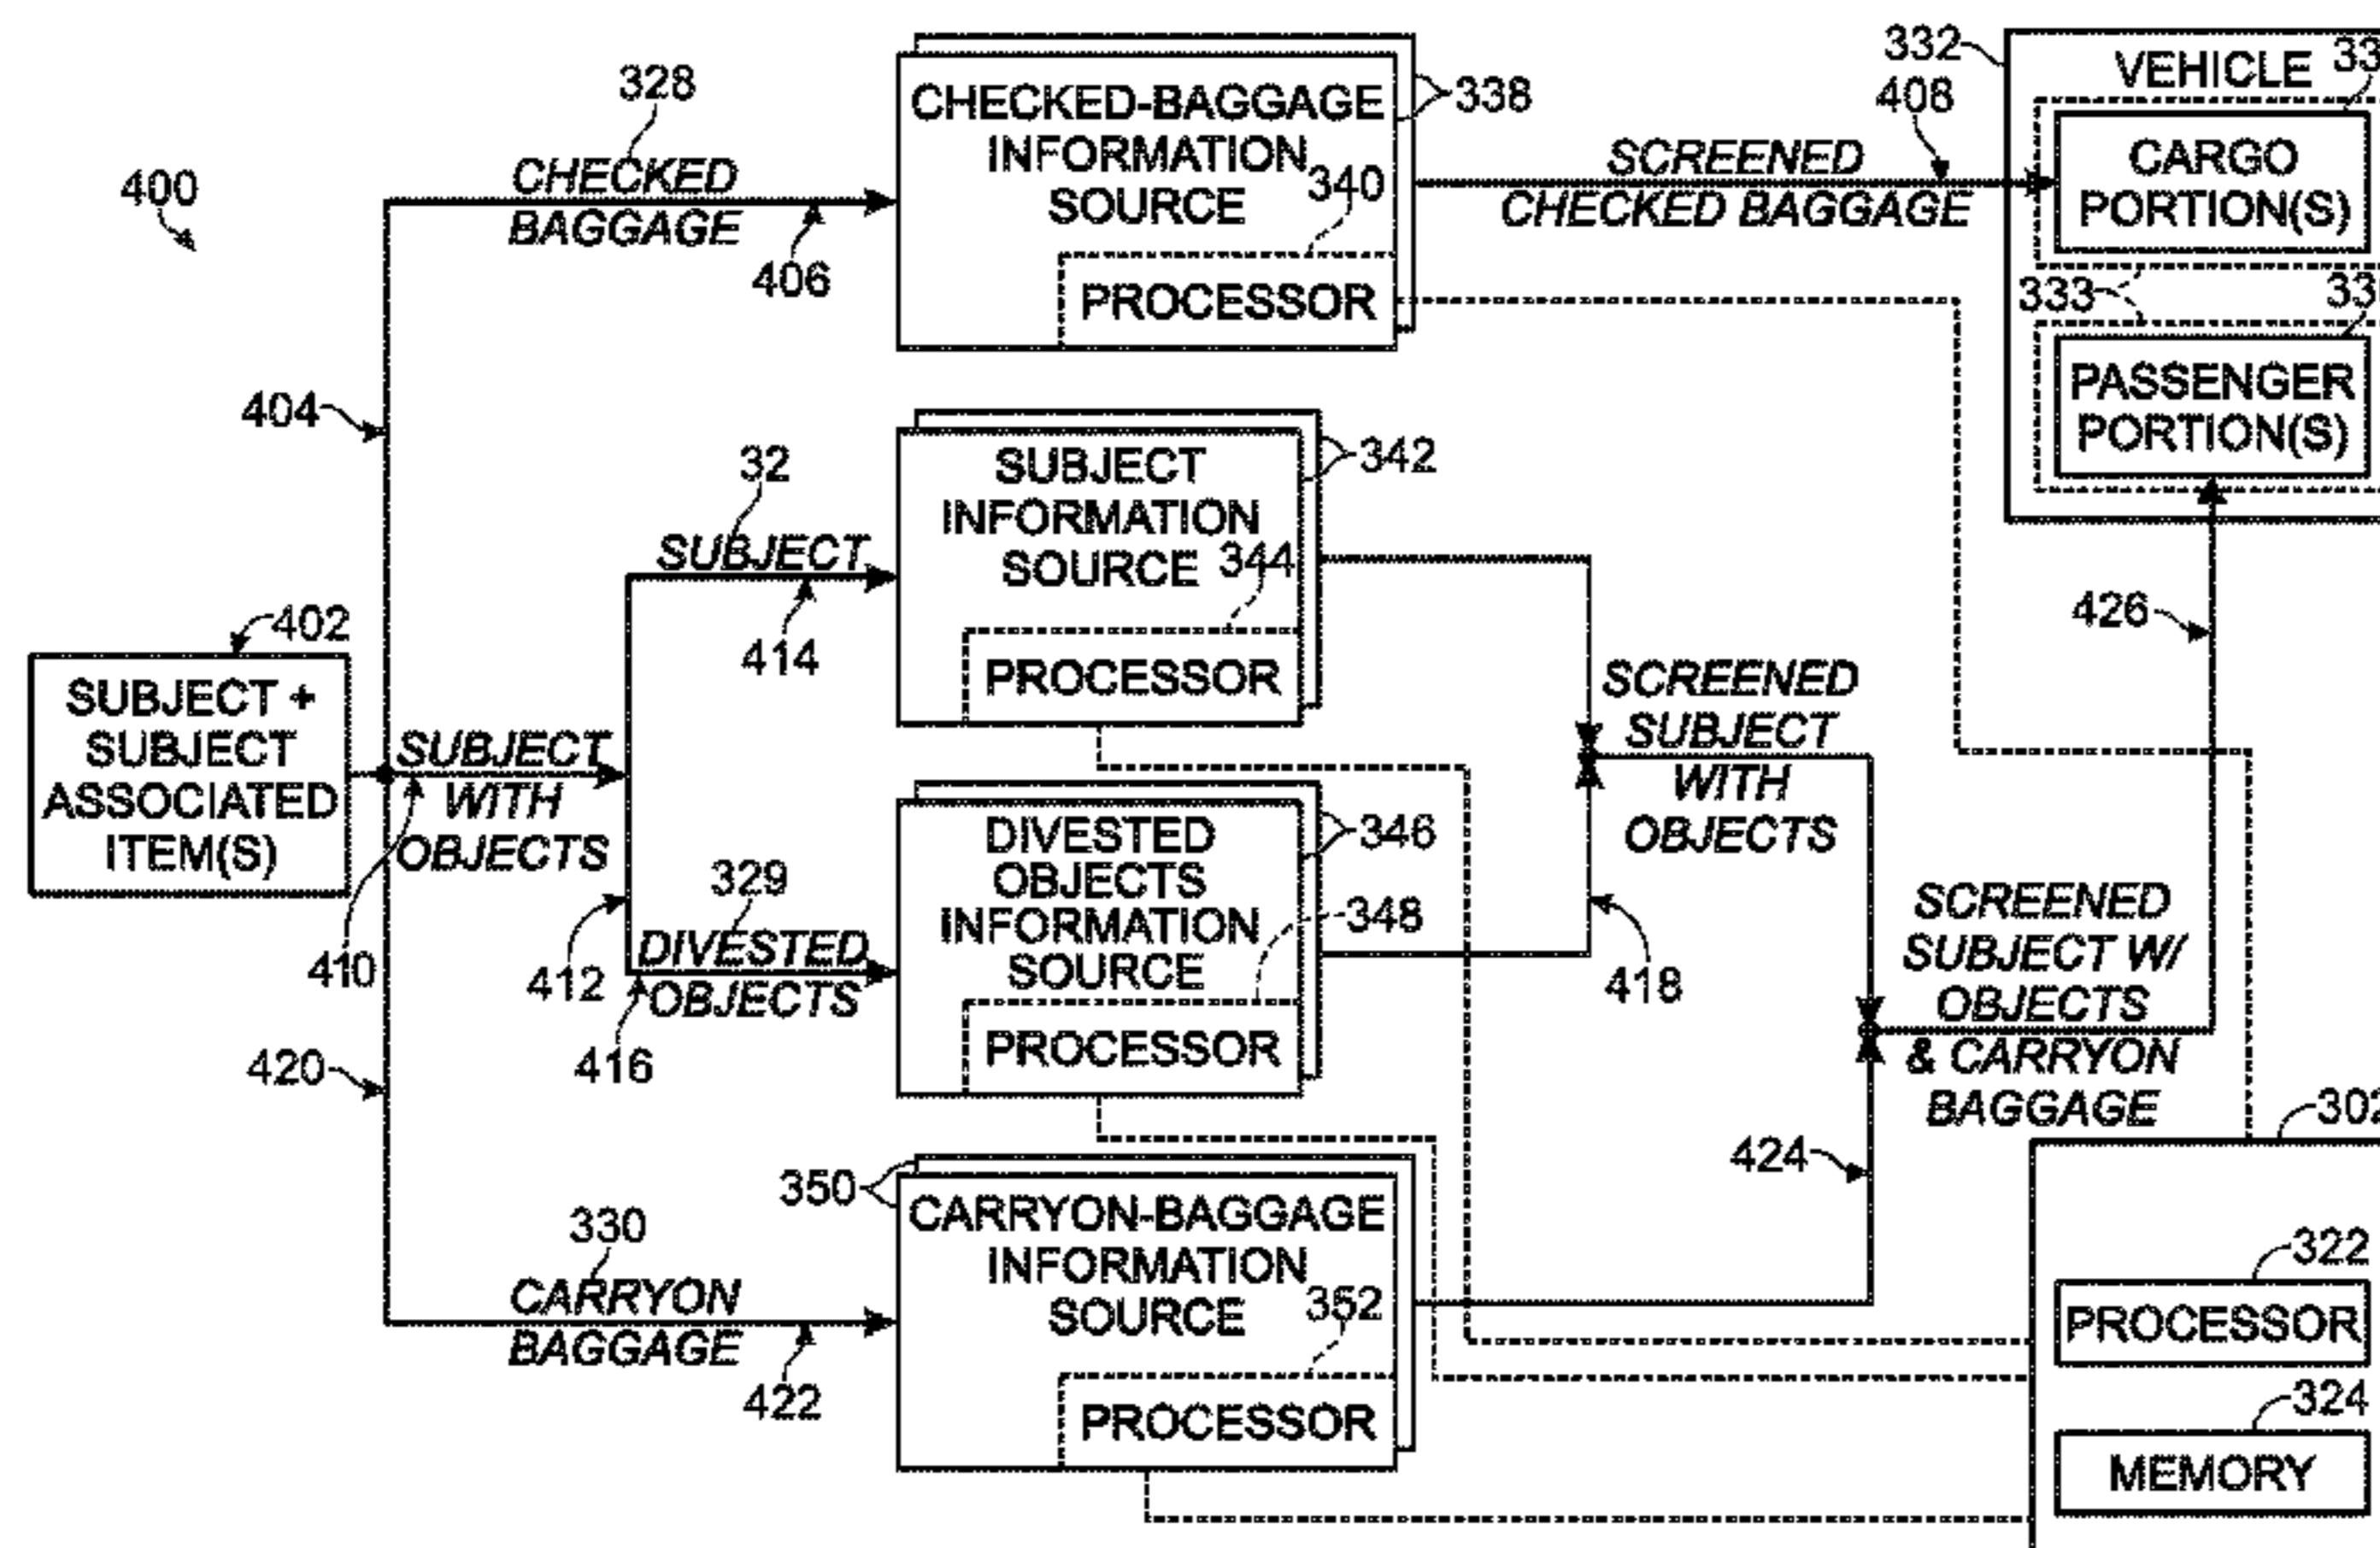 400
328
CHECKED
BAGGAGE
406
404
CHECKED-BAGGAGE
INFORMATION
SOURCE
340
PROCESSOR
338
SCREENED
CHECKED BAGGAGE
408
332
VEHICLE
CARGO
PORTION(S)
333
PASSENGER
PORTION(S)
402
SUBJECT +
SUBJECT
ASSOCIATED
ITEM(S)
SUBJECT
WITH
OBJECTS
410
412
32
SUBJECT
414
SUBJECT
INFORMATION
SOURCE
344
PROCESSOR
342
329
DIVESTED
OBJECTS
416
DIVESTED
OBJECTS
INFORMATION
SOURCE
PROCESSOR
346
348
SCREENED
SUBJECT
WITH
OBJECTS
418
426
SCREENED
SUBJECT W/
OBJECTS
& CARRYON
BAGGAGE
424
420
330
CARRYON
BAGGAGE
422
350
CARRYON-BAGGAGE
INFORMATION
SOURCE
352
PROCESSOR
302
322
PROCESSOR
324
MEMORY